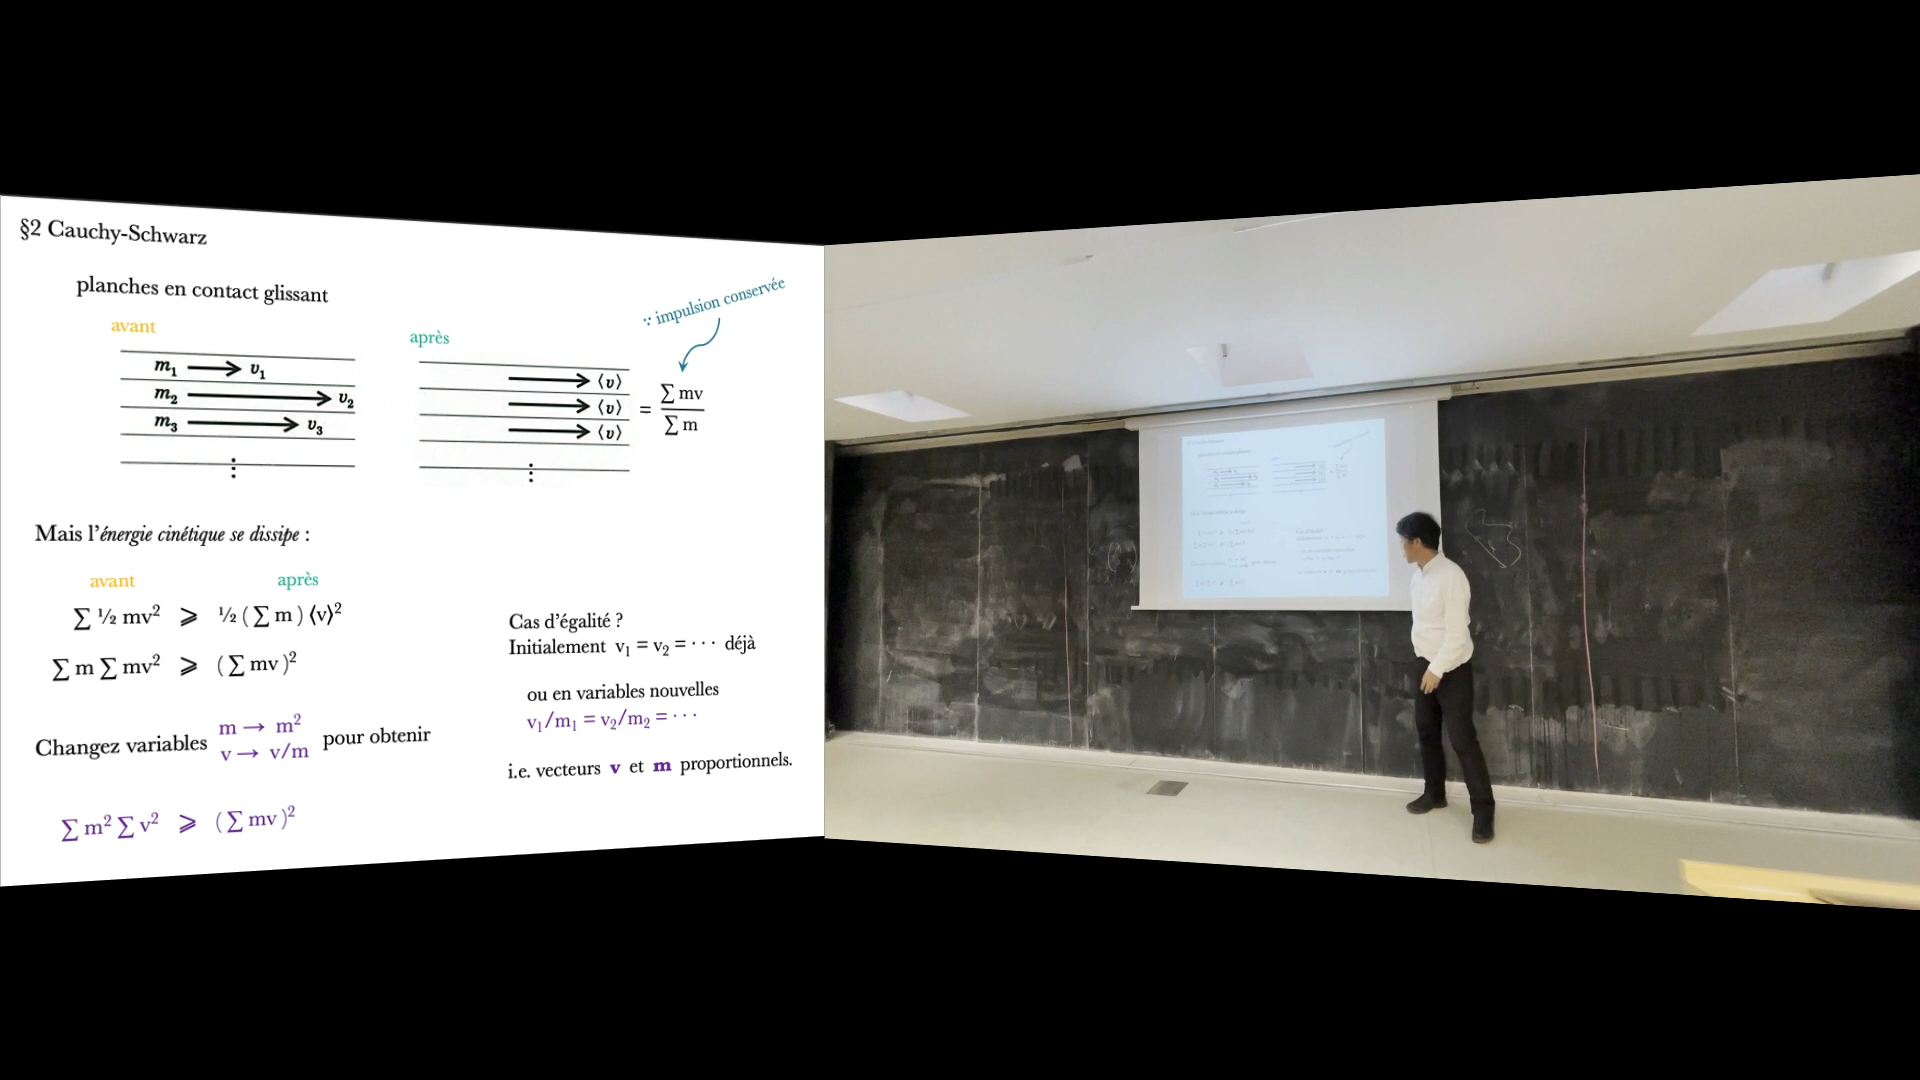 §2 Cauchy-Schwarz
planches en contact glissant
∵ impulsion conservée
avant
après
m₁ → v₁
m₂ → v₂
m₃ → v₃
⋮
→ ⟨v⟩
→ ⟨v⟩ = ∑ mv / ∑ m
→ ⟨v⟩
⋮
Mais l'énergie cinétique se dissipe :
avant après
∑ ½ mv² ⩾ ½ ( ∑ m ) ⟨v⟩²
∑ m ∑ mv² ⩾ ( ∑ mv )²
Changez variables m → m² v → v/m pour obtenir
∑ m² ∑ v² ⩾ ( ∑ mv )²
Cas d'égalité ?
Initialement v₁ = v₂ = · · · déjà
ou en variables nouvelles
v₁/m₁ = v₂/m₂ = · · ·
i.e. vecteurs v et m proportionnels.